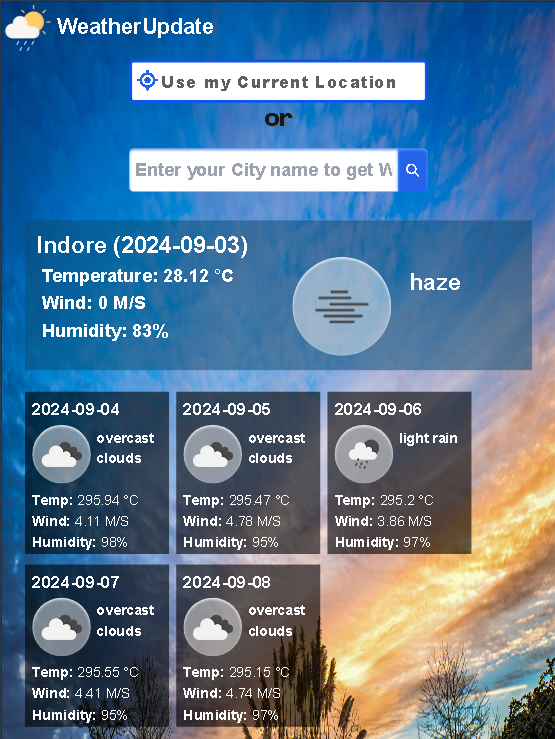 WeatherUpdate
Use my Current Location
or
Enter your City name to get W
Indore (2024-09-03)
Temperature: 28.12 °C
Wind: 0 M/S
Humidity: 83%
haze
2024-09-04
overcast
clouds
Temp: 295.94 °C
Wind: 4.11 M/S
Humidity: 98%
2024-09-05
overcast
clouds
Temp: 295.47 °C
Wind: 4.78 M/S
Humidity: 95%
2024-09-06
light rain
Temp: 295.2 °C
Wind: 3.86 M/S
Humidity: 97%
2024-09-07
overcast
clouds
Temp: 295.55 °C
Wind: 4.41 M/S
Humidity: 95%
2024-09-08
overcast
clouds
Temp: 295.15 °C
Wind: 4.74 M/S
Humidity: 97%